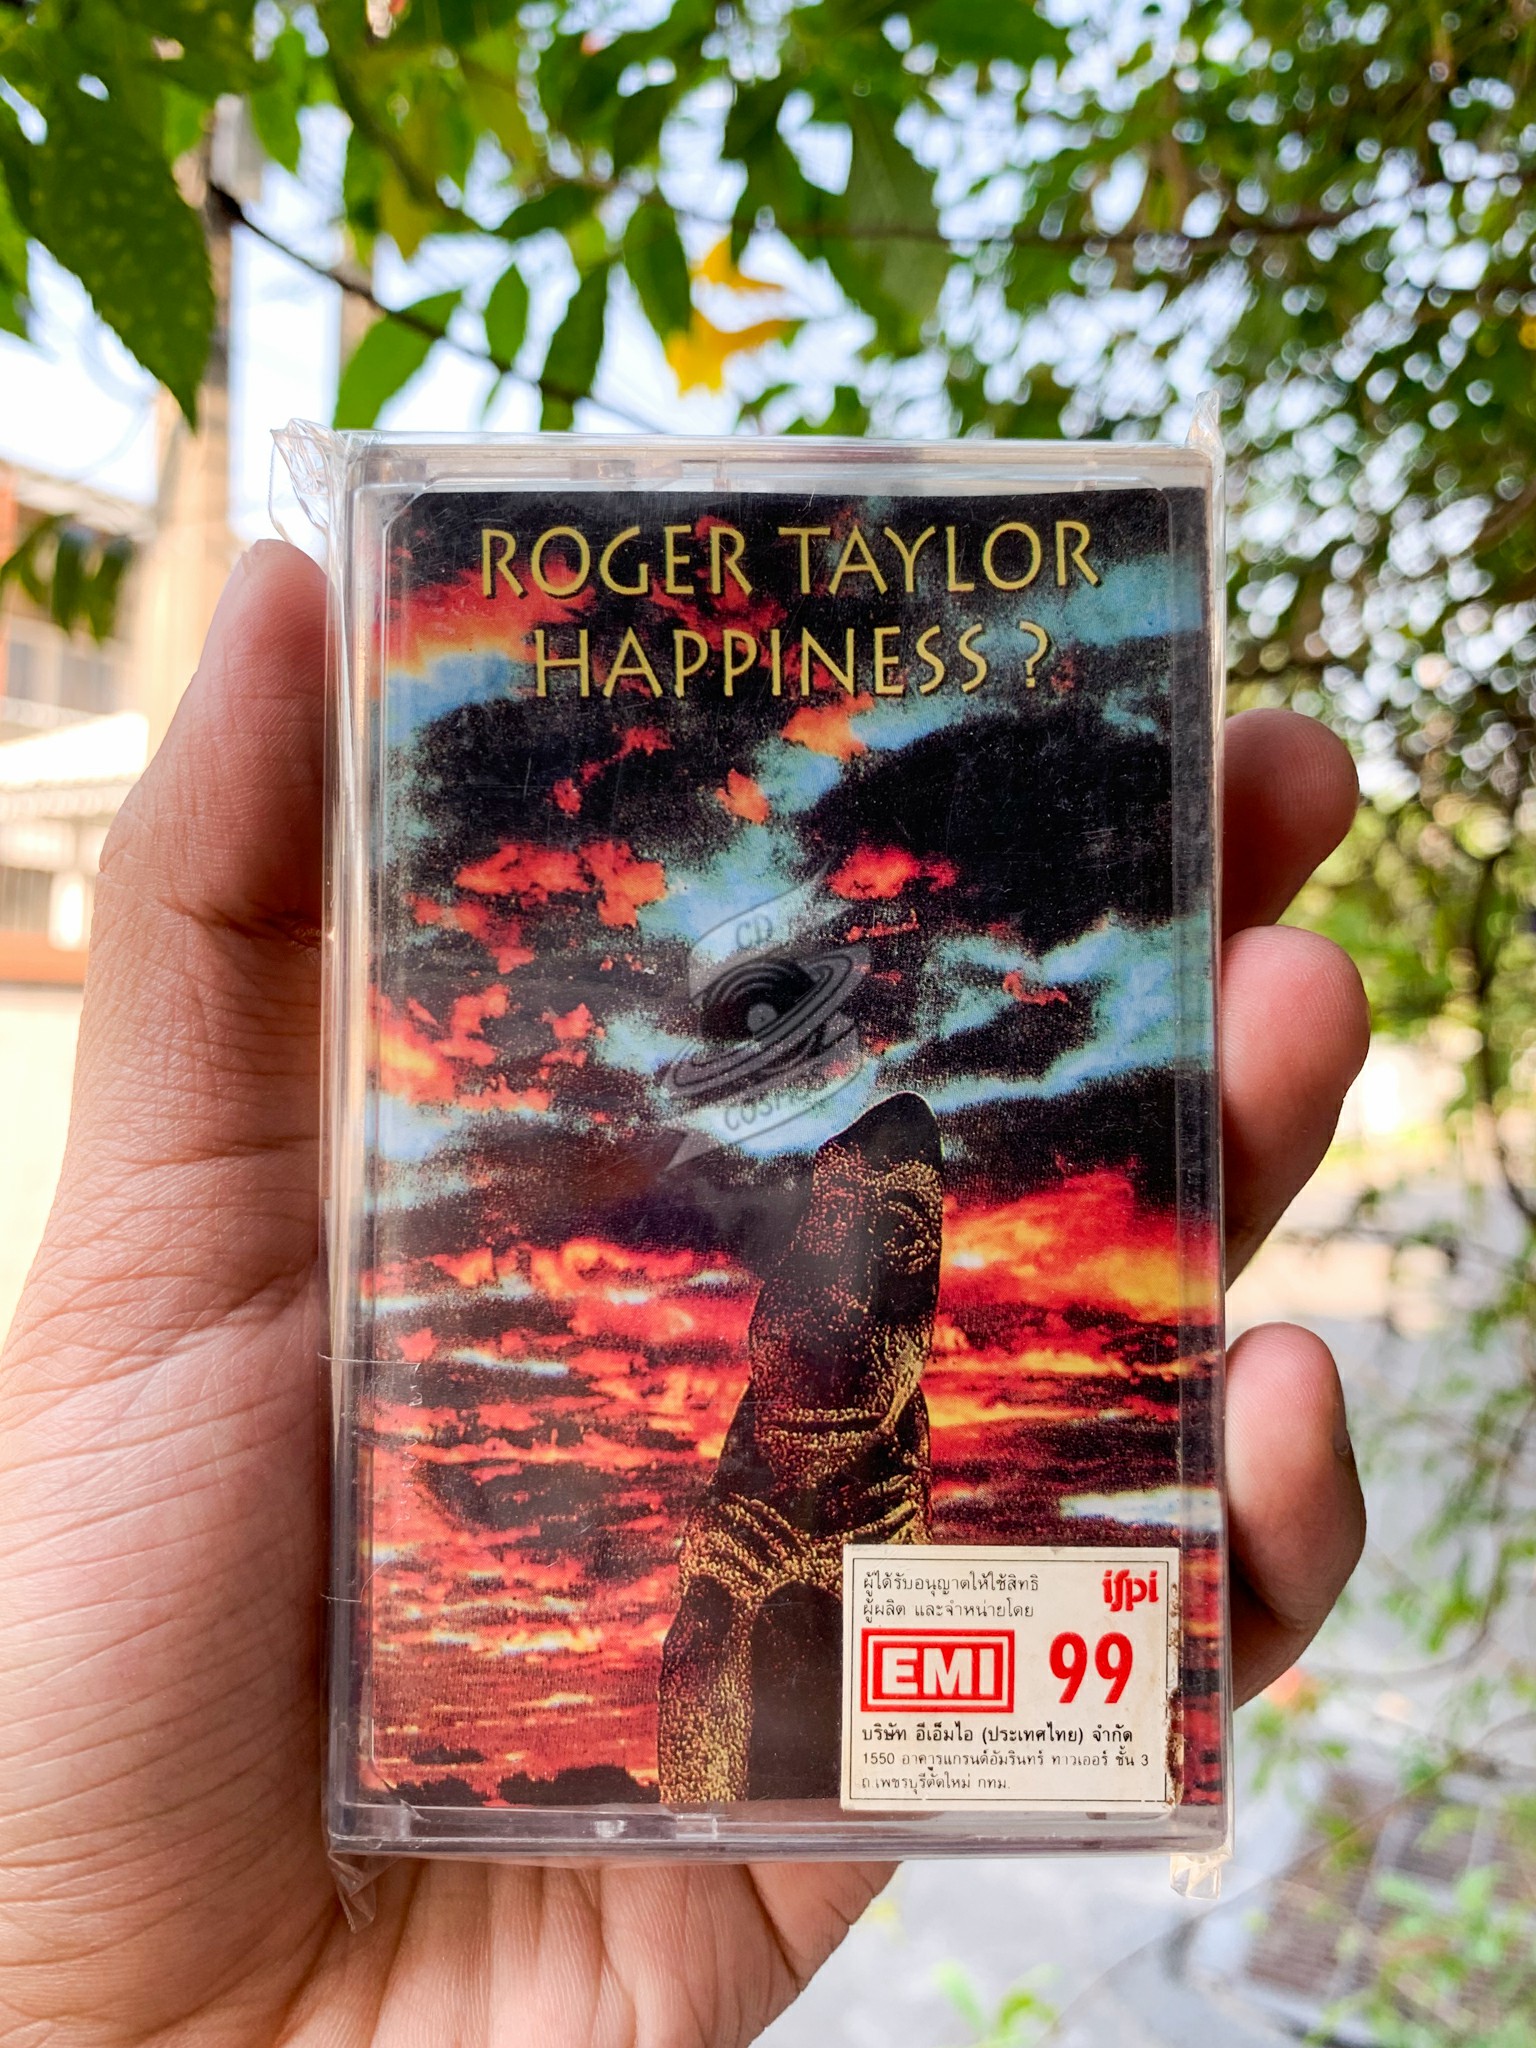 ROGER TAYLOR
HAPPINESS ?
CD
COSMOS
ผู้ได้รับอนุญาตให้ใช้สิทธิ
ผู้ผลิต และจำหน่ายโดย
ifpi
EMI 99
บริษัท อีเอ็มไอ (ประเทศไทย) จำกัด
1550 อาคารแกรนด์อัมรินทร์ ทาวเออร์ ชั้น 3
ถ.เพชรบุรีตัดใหม่ กทม.